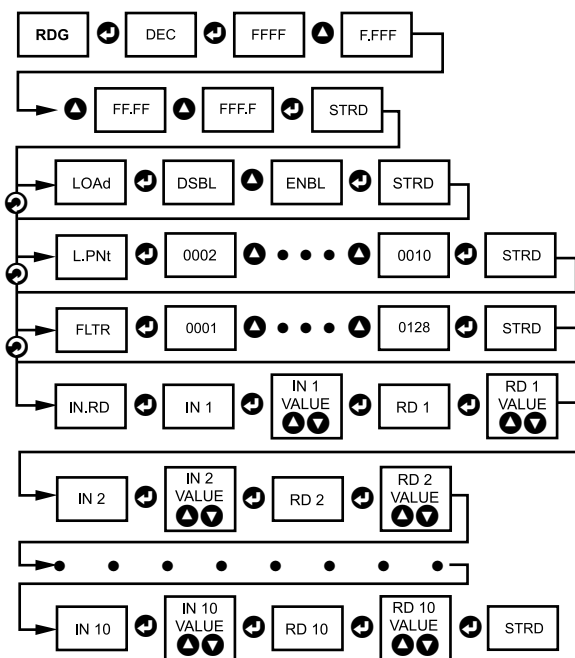 RDG DEC FFFF F.FFF
FF.FF FFF.F STRD
LOAd DSBL ENBL STRD
L.PNt 0002 0010 STRD
FLTR 0001 0128 STRD
IN.RD IN 1 IN 1 VALUE RD 1 RD 1 VALUE
IN 2 IN 2 VALUE RD 2 RD 2 VALUE
IN 10 IN 10 VALUE RD 10 RD 10 VALUE STRD